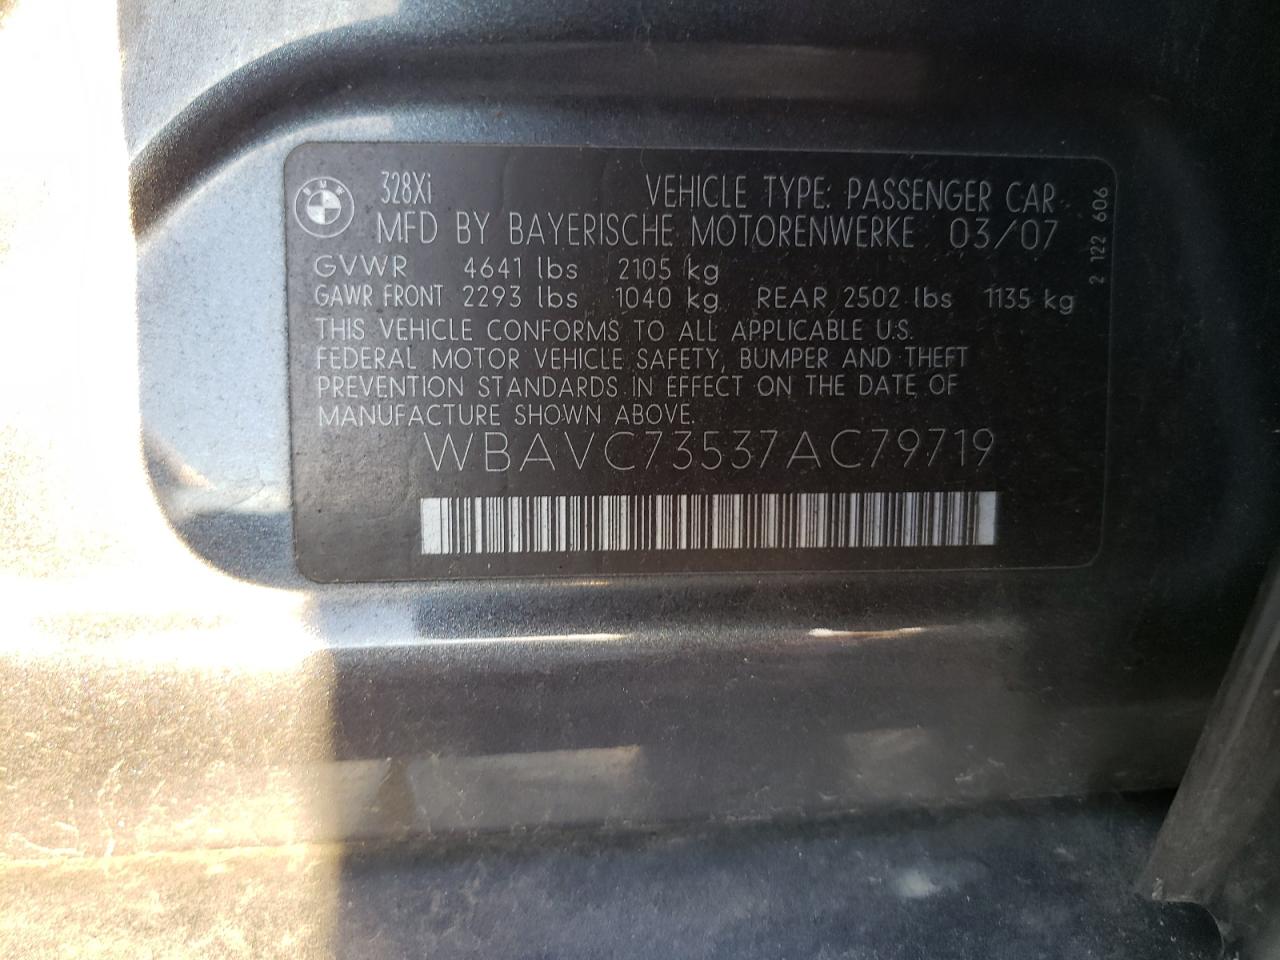 BMW
328Xi VEHICLE TYPE: PASSENGER CAR
MFD BY BAYERISCHE MOTORENWERKE 03/07
GVWR 4641 lbs 2105 kg
GAWR FRONT 2293 lbs 1040 kg REAR 2502 lbs 1135 kg
THIS VEHICLE CONFORMS TO ALL APPLICABLE U.S.
FEDERAL MOTOR VEHICLE SAFETY, BUMPER AND THEFT
PREVENTION STANDARDS IN EFFECT ON THE DATE OF
MANUFACTURE SHOWN ABOVE.
WBAVC73537AC79719
2 122 606